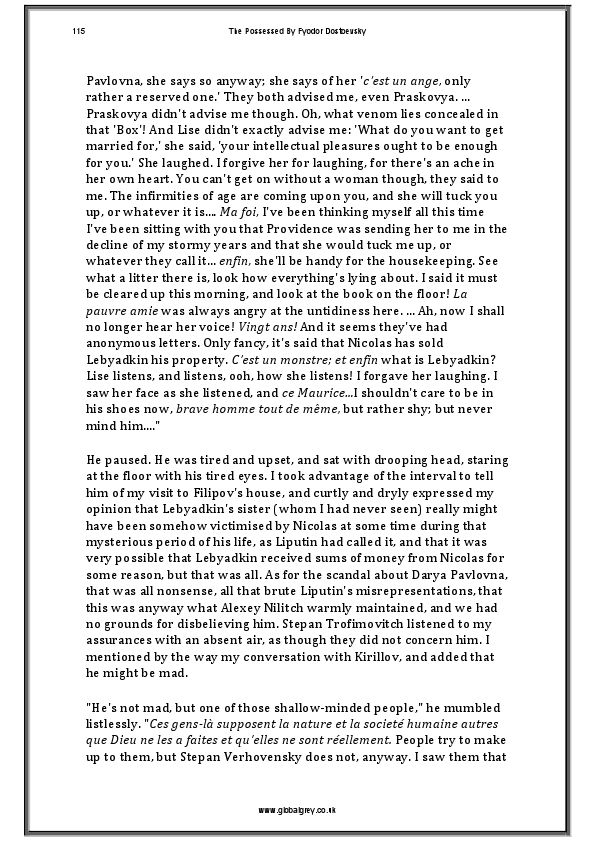 115
The Possessed By Fyodor Dostoevsky
Pavlovna, she says so anyway; she says of her 'c'est un ange, only
rather a reserved one.' They both advised me, even Praskovya. ...
Praskovya didn't advise me though. Oh, what venom lies concealed in
that 'Box'! And Lise didn't exactly advise me: 'What do you want to get
married for,' she said, 'your intellectual pleasures ought to be enough
for you.' She laughed. I forgive her for laughing, for there's an ache in
her own heart. You can't get on without a woman though, they said to
me. The infirmities of age are coming upon you, and she will tuck you
up, or whatever it is.... Ma foi, I've been thinking myself all this time
I've been sitting with you that Providence was sending her to me in the
decline of my stormy years and that she would tuck me up, or
whatever they call it... enfin, she'll be handy for the housekeeping. See
what a litter there is, look how everything's lying about. I said it must
be cleared up this morning, and look at the book on the floor! La
pauvre amie was always angry at the untidiness here. ... Ah, now I shall
no longer hear her voice! Vingt ans! And it seems they've had
anonymous letters. Only fancy, it's said that Nicolas has sold
Lebyadkin his property. C'est un monstre; et enfin what is Lebyadkin?
Lise listens, and listens, ooh, how she listens! I forgave her laughing. I
saw her face as she listened, and ce Maurice...I shouldn't care to be in
his shoes now, brave homme tout de même, but rather shy; but never
mind him...."
He paused. He was tired and upset, and sat with drooping head, staring
at the floor with his tired eyes. I took advantage of the interval to tell
him of my visit to Filipov's house, and curtly and dryly expressed my
opinion that Lebyadkin's sister (whom I had never seen) really might
have been somehow victimised by Nicolas at some time during that
mysterious period of his life, as Liputin had called it, and that it was
very possible that Lebyadkin received sums of money from Nicolas for
some reason, but that was all. As for the scandal about Darya Pavlovna,
that was all nonsense, all that brute Liputin's misrepresentations, that
this was anyway what Alexey Nilitch warmly maintained, and we had
no grounds for disbelieving him. Stepan Trofimovitch listened to my
assurances with an absent air, as though they did not concern him. I
mentioned by the way my conversation with Kirillov, and added that
he might be mad.
"He's not mad, but one of those shallow-minded people," he mumbled
listlessly. "Ces gens-là supposent la nature et la societé humaine autres
que Dieu ne les a faites et qu'elles ne sont réellement. People try to make
up to them, but Stepan Verhovensky does not, anyway. I saw them that
www.globalgrey.co.uk